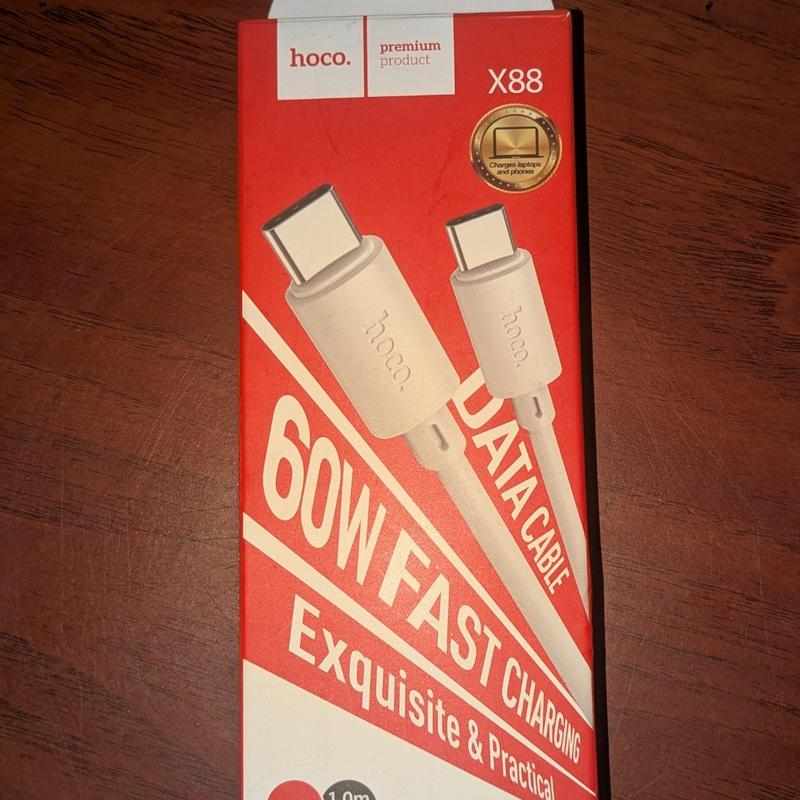 hoco.
premium
product
X88
Charges laptops
and phones
hoco.
hoco.
DATA CABLE
60W FAST CHARGING
Exquisite & Practical
1.0m